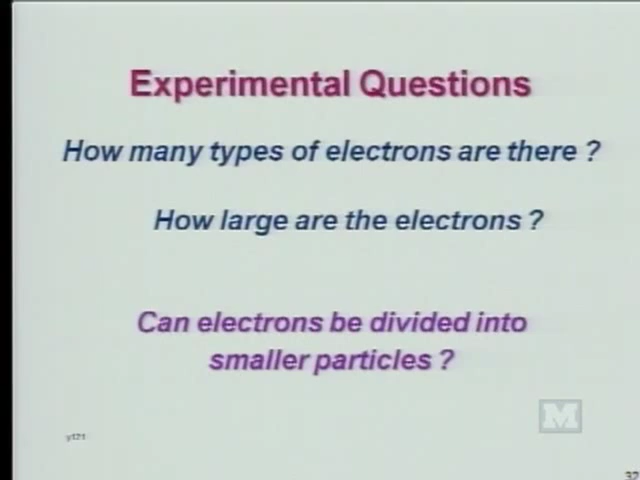 Experimental Questions
How many types of electrons are there ?
How large are the electrons ?
Can electrons be divided into
smaller particles ?
M